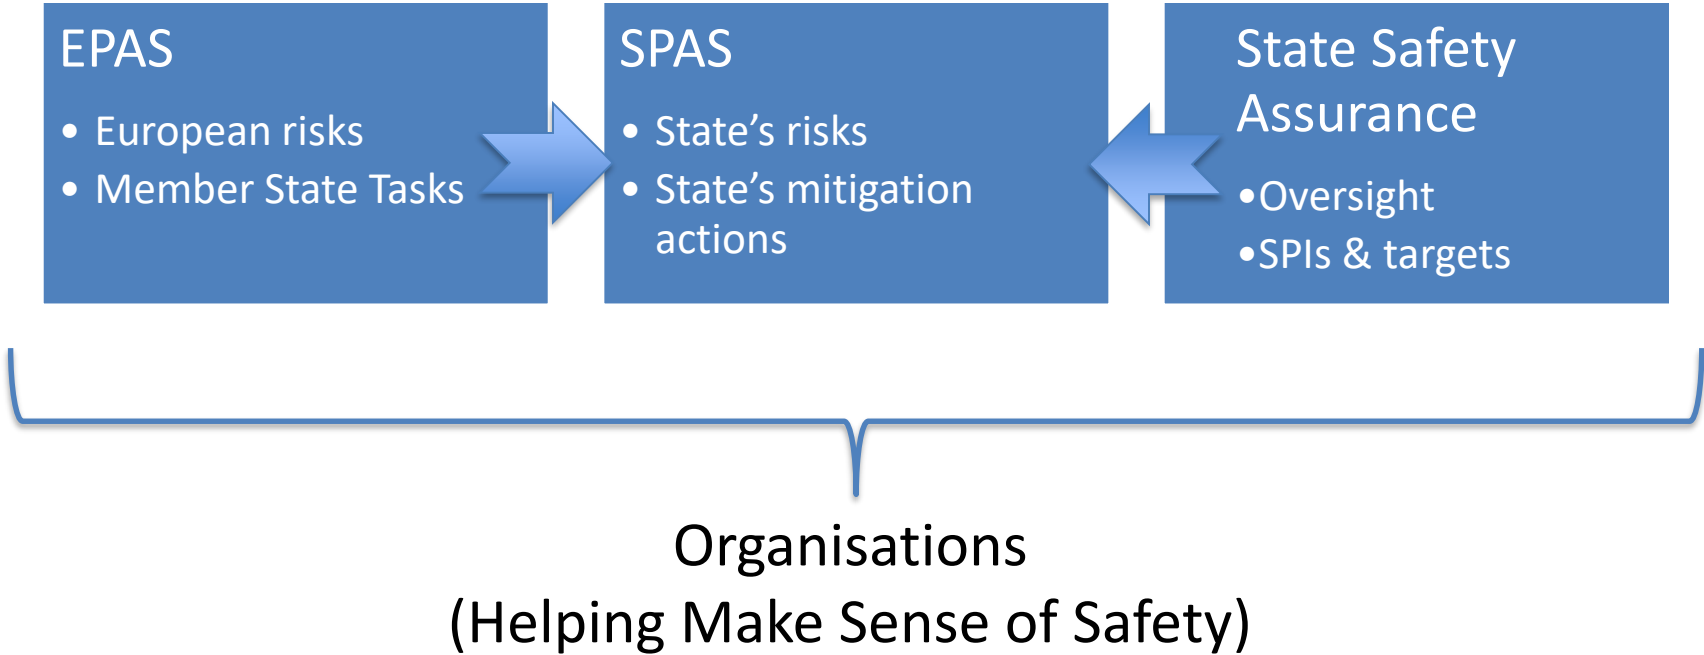 EPAS
• European risks
• Member State Tasks
SPAS
• State’s risks
• State’s mitigation
actions
State Safety
Assurance
•Oversight
•SPIs & targets
Organisations
(Helping Make Sense of Safety)